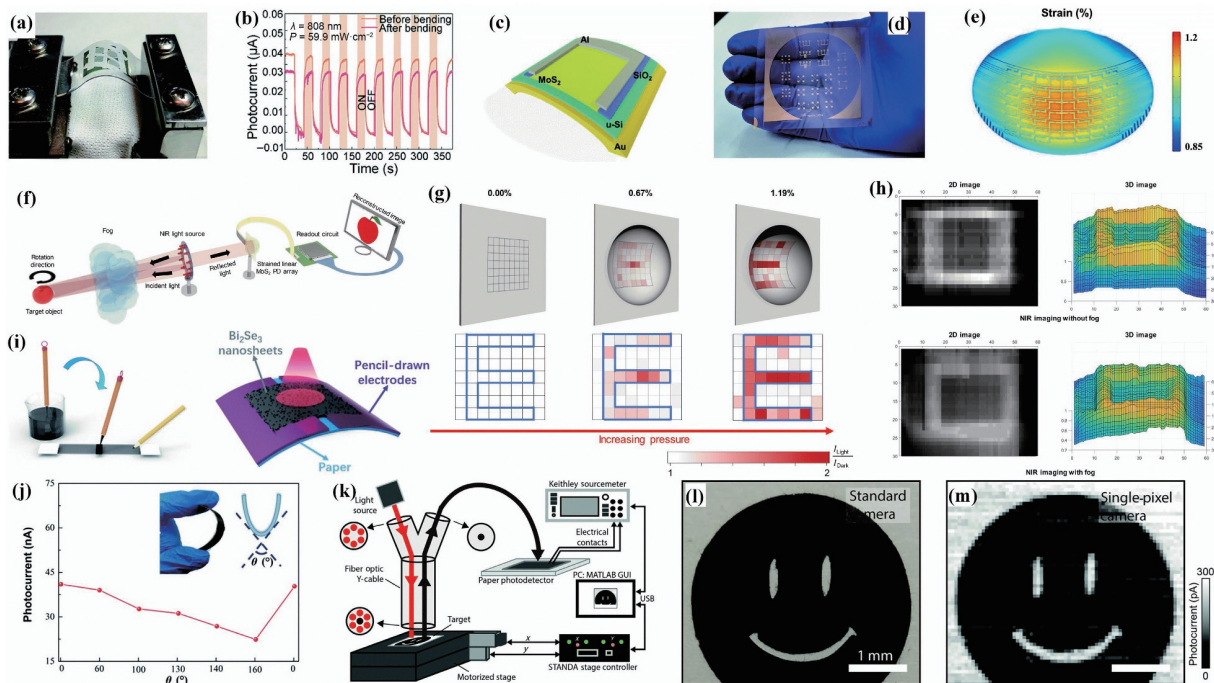 (a)
(b)
Before bending
After bending
λ = 808 nm
P = 59.9 mW·cm⁻²
Photocurrent (μA)
0.06
0.05
0.04
0.03
0.02
0.01
0.00
−0.01
ON
OFF
0 50 100 150 200 250 300 350
Time (s)
(c)
Al
MoS₂
SiO₂
u-Si
Au
(d)
(e)
Strain (%)
1.2
0.85
(f)
Fog
NIR light source
Rotation direction
Target object
Incident light
Reflected light
Strained linear MoS₂ PD array
Readout circuit
Reconstructed image
(g)
0.00%
0.67%
1.19%
Increasing pressure
I Light
I Dark
1
2
(h)
2D image
3D image
NIR imaging without fog
2D image
3D image
NIR imaging with fog
(i)
Bi₂Se₃
nanosheets
Pencil-drawn
electrodes
Paper
(j)
Photocurrent (nA)
75
60
45
30
15
0 60 100 130 140 160 0
θ (°)
θ (°)
(k)
Light
source
Fiber optic
Y-cable
Target
Motorized stage
x
y
Keithley sourcemeter
Electrical
contacts
Paper photodetector
PC: MATLAB GUI
USB
STANDA stage controller
(l)
Standard
camera
1 mm
(m)
Single-pixel
camera
300
0
Photocurrent (pA)